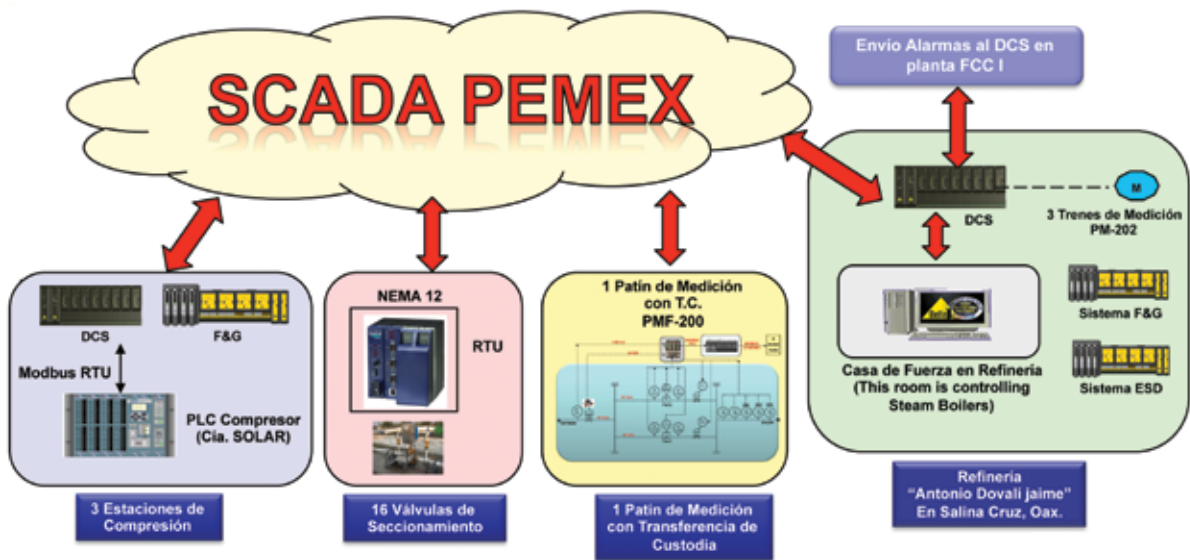 SCADA PEMEX
Envio Alarmas al DCS en
planta FCC I
DCS
M
3 Trenes de Medición
PM-202
Casa de Fuerza en Refineria
(This room is controlling
Steam Boilers)
Sistema F&G
Sistema ESD
Refineria
"Antonio Dovali jaime"
En Salina Cruz, Oax.
DCS
F&G
Modbus RTU
PLC Compresor
(Cia. SOLAR)
3 Estaciones de
Compresión
NEMA 12
RTU
16 Válvulas de
Seccionamiento
1 Patín de Medición
con T.C.
PMF-200
1 Patín de Medición
con Transferencia de
Custodia